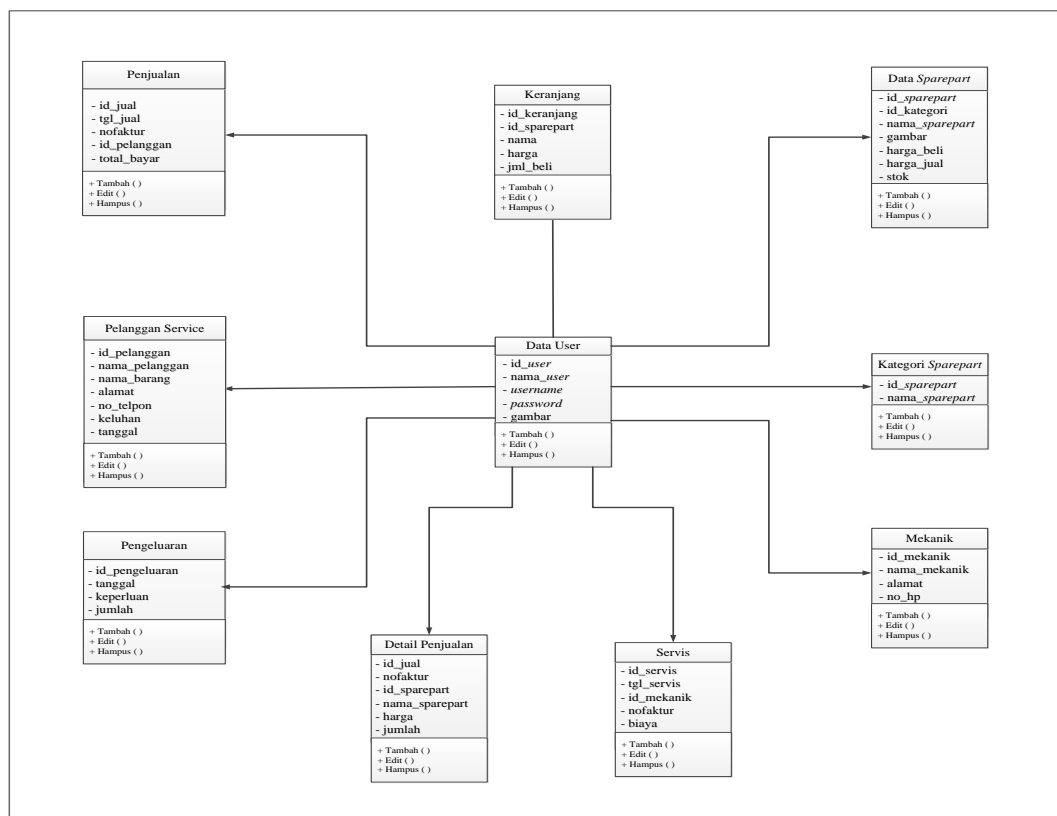 Penjualan
- id_jual
- tgl_jual
- nofaktur
- id_pelanggan
- total_bayar
+ Tambah ( )
+ Edit ( )
+ Hampus ( )
Keranjang
- id_keranjang
- id_sparepart
- nama
- harga
- jml_beli
+ Tambah ( )
+ Edit ( )
+ Hampus ( )
Data Sparepart
- id_sparepart
- id_kategori
- nama_sparepart
- gambar
- harga_beli
- harga_jual
- stok
+ Tambah ( )
+ Edit ( )
+ Hampus ( )
Pelanggan Service
- id_pelanggan
- nama_pelanggan
- nama_barang
- alamat
- no_telpon
- keluhan
- tanggal
+ Tambah ( )
+ Edit ( )
+ Hampus ( )
Data User
- id_user
- nama_user
- username
- password
- gambar
+ Tambah ( )
+ Edit ( )
+ Hampus ( )
Kategori Sparepart
- id_sparepart
- nama_sparepart
+ Tambah ( )
+ Edit ( )
+ Hampus ( )
Pengeluaran
- id_pengeluaran
- tanggal
- keperluan
- jumlah
+ Tambah ( )
+ Edit ( )
+ Hampus ( )
Mekanik
- id_mekanik
- nama_mekanik
- alamat
- no_hp
+ Tambah ( )
+ Edit ( )
+ Hampus ( )
Detail Penjualan
- id_jual
- nofaktur
- id_sparepart
- nama_sparepart
- harga
- jumlah
+ Tambah ( )
+ Edit ( )
+ Hampus ( )
Servis
- id_servis
- tgl_servis
- id_mekanik
- nofaktur
- biaya
+ Tambah ( )
+ Edit ( )
+ Hampus ( )